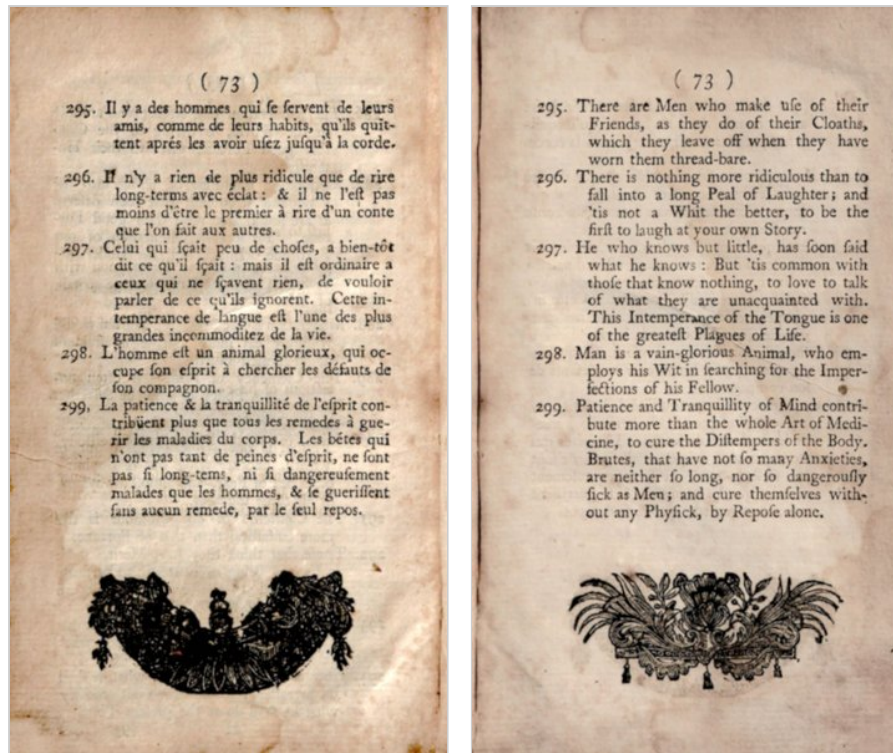 ( 73 )
295. Il y a des hommes qui ſe ſervent de leurs
amis, comme de leurs habits, qu'ils quit-
tent aprés les avoir uſez juſqu'à la corde.
296. Il n'y a rien de plus ridicule que de rire
long-terms avec éclat : & il ne l'eſt pas
moins d'être le premier à rire d'un conte
que l'on fait aux autres.
297. Celui qui ſçait peu de choſes, a bien-tôt
dit ce qu'il ſçait : mais il eſt ordinaire a
ceux qui ne ſçavent rien, de vouloir
parler de ce qu'ils ignorent. Cette in-
temperance de langue eſt l'une des plus
grandes incommoditez de la vie.
298. L'homme eſt un animal glorieux, qui oc-
cupe ſon eſprit à chercher les défauts de
ſon compagnon.
299, La patience & la tranquillité de l'eſprit con-
tribüent plus que tous les remedes à gue-
rir les maladies du corps. Les bêtes qui
n'ont pas tant de peines d'eſprit, ne ſont
pas ſi long-tems, ni ſi dangereuſement
malades que les hommes, & ſe gueriſſent
ſans aucun remede, par le ſeul repos.
( 73 )
295. There are Men who make uſe of their
Friends, as they do of their Cloaths,
which they leave off when they have
worn them thread-bare.
296. There is nothing more ridiculous than to
fall into a long Peal of Laughter; and
'tis not a Whit the better, to be the
firſt to laugh at your own Story.
297. He who knows but little, has ſoon ſaid
what he knows : But 'tis common with
thoſe that know nothing, to love to talk
of what they are unacquainted with.
This Intemperance of the Tongue is one
of the greateſt Plagues of Life.
298. Man is a vain-glorious Animal, who em-
ploys his Wit in ſearching for the Imper-
fections of his Fellow.
299. Patience and Tranquillity of Mind contri-
bute more than the whole Art of Medi-
cine, to cure the Diſtempers of the Body.
Brutes, that have not ſo many Anxieties,
are neither ſo long, nor ſo dangerouſly
ſick as Men; and cure themſelves with-
out any Phyſick, by Repoſe alone.